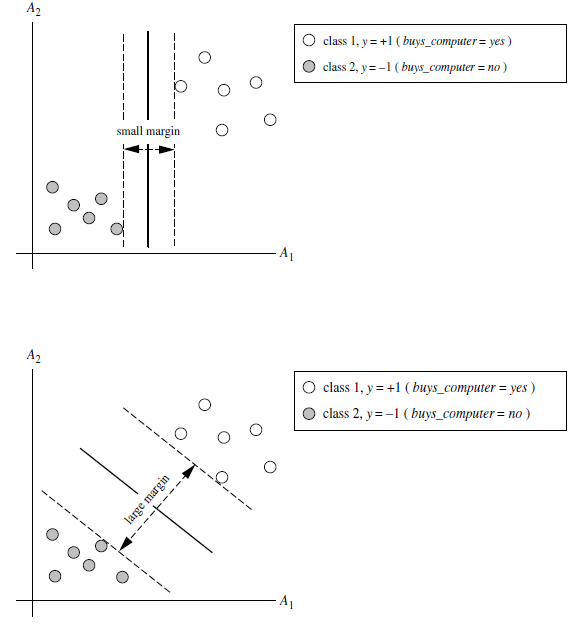 A2
class 1, y = +1 ( buys_computer = yes )
class 2, y = −1 ( buys_computer = no )
small margin
A1
A2
class 1, y = +1 ( buys_computer = yes )
class 2, y = −1 ( buys_computer = no )
large margin
A1